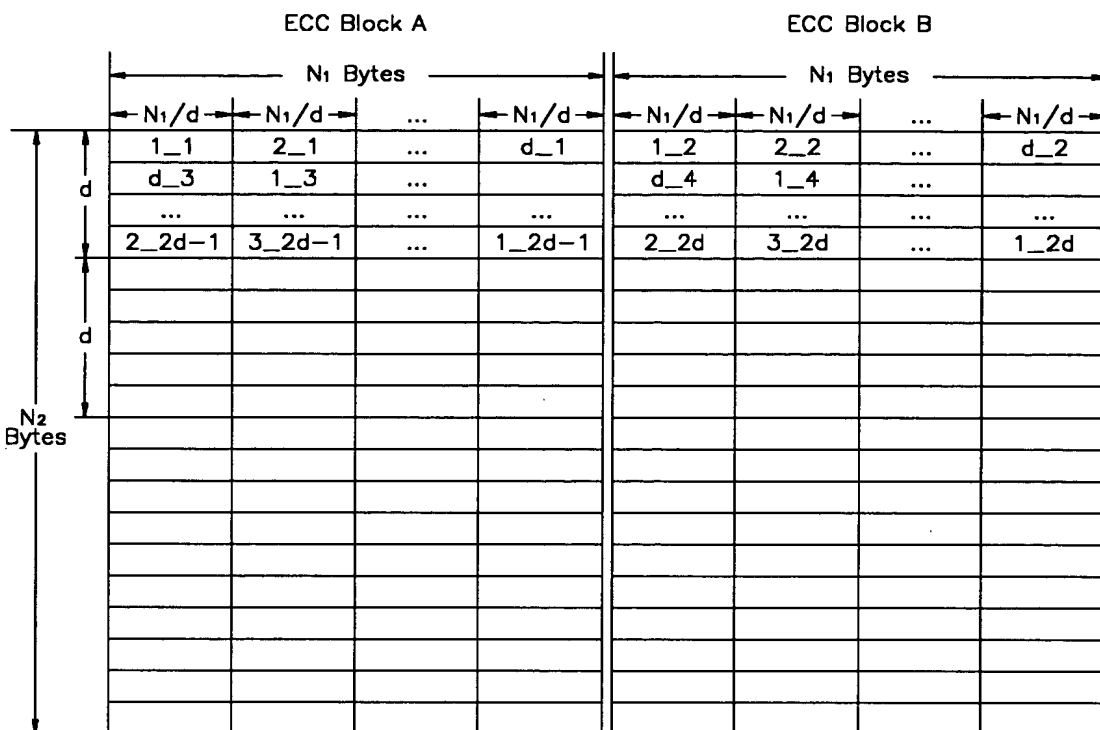 ECC Block A ECC Block B
N₁ Bytes N₁ Bytes
N₁/d N₁/d ... N₁/d N₁/d N₁/d ... N₁/d
1_1 2_1 ... d_1 1_2 2_2 ... d_2
d d_3 1_3 ... d_4 1_4 ...
... ... ... ... ... ... ... ...
2_2d-1 3_2d-1 ... 1_2d-1 2_2d 3_2d ... 1_2d
d
N₂
Bytes